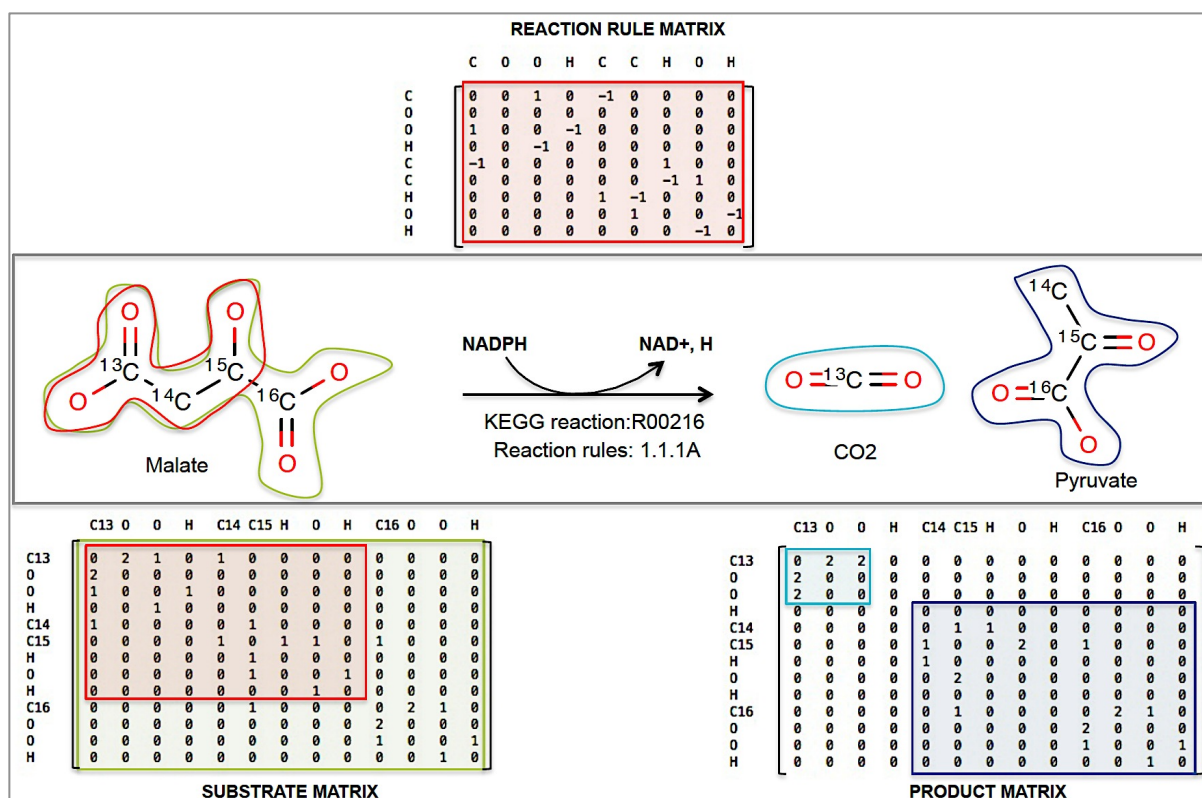 REACTION RULE MATRIX
C O O H C C H O H
C 0 0 1 0 -1 0 0 0 0
O 0 0 0 0 0 0 0 0 0
O 1 0 0 -1 0 0 0 0 0
H 0 0 -1 0 0 0 0 0 0
C -1 0 0 0 0 0 1 0 0
C 0 0 0 0 0 0 -1 1 0
H 0 0 0 0 1 -1 0 0 0
O 0 0 0 0 0 1 0 0 -1
H 0 0 0 0 0 0 0 -1 0
O O
13C 15C O
O 14C 16C
O
Malate
NADPH NAD+, H
KEGG reaction:R00216
Reaction rules: 1.1.1A
O 13C O
CO2
14C
15C O
O 16C
O
Pyruvate
C13 O O H C14 C15 H O H C16 O O H
C13 0 2 1 0 1 0 0 0 0 0 0 0 0
O 2 0 0 0 0 0 0 0 0 0 0 0 0
O 1 0 0 1 0 0 0 0 0 0 0 0 0
H 0 0 1 0 0 0 0 0 0 0 0 0 0
C14 1 0 0 0 0 1 0 0 0 0 0 0 0
C15 0 0 0 0 1 0 1 1 0 1 0 0 0
H 0 0 0 0 0 1 0 0 0 0 0 0 0
O 0 0 0 0 0 1 0 0 1 0 0 0 0
H 0 0 0 0 0 0 0 1 0 0 0 0 0
C16 0 0 0 0 0 1 0 0 0 0 2 1 0
O 0 0 0 0 0 0 0 0 0 2 0 0 0
O 0 0 0 0 0 0 0 0 0 1 0 0 1
H 0 0 0 0 0 0 0 0 0 0 0 1 0
SUBSTRATE MATRIX
C13 O O H C14 C15 H O H C16 O O H
C13 0 2 2 0 0 0 0 0 0 0 0 0 0
O 2 0 0 0 0 0 0 0 0 0 0 0 0
O 2 0 0 0 0 0 0 0 0 0 0 0 0
H 0 0 0 0 0 0 0 0 0 0 0 0 0
C14 0 0 0 0 0 1 1 0 0 0 0 0 0
C15 0 0 0 0 1 0 0 2 0 1 0 0 0
H 0 0 0 0 1 0 0 0 0 0 0 0 0
O 0 0 0 0 0 2 0 0 0 0 0 0 0
H 0 0 0 0 0 0 0 0 0 0 0 0 0
C16 0 0 0 0 0 1 0 0 0 0 2 1 0
O 0 0 0 0 0 0 0 0 0 2 0 0 0
O 0 0 0 0 0 0 0 0 0 1 0 0 1
H 0 0 0 0 0 0 0 0 0 0 0 1 0
PRODUCT MATRIX